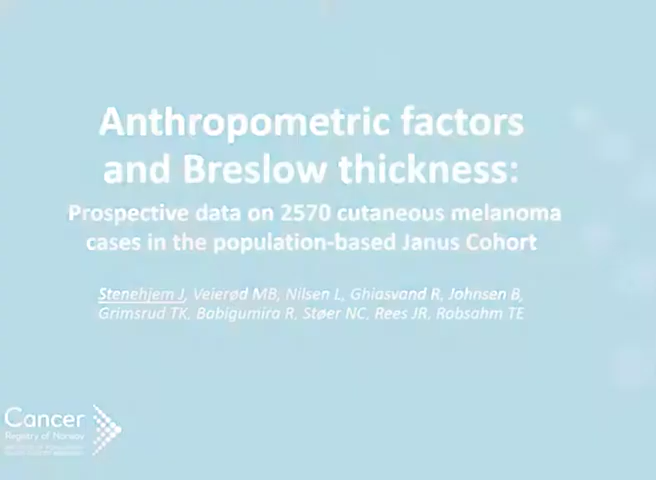 Anthropometric factors
and Breslow thickness:
Prospective data on 2570 cutaneous melanoma
cases in the population-based Janus Cohort
Stenehjem J, Veierød MB, Nilsen L, Ghiasvand R, Johnsen B,
Grimsrud TK, Babigumira R, Støer NC, Rees JR, Robsahm TE
Cancer
Registry of Norway